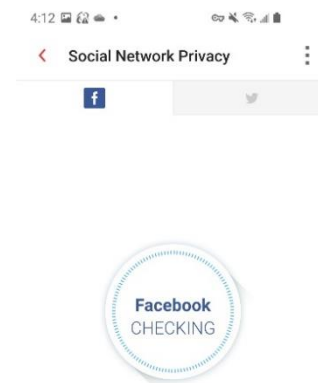 4:12
Social Network Privacy
f
Facebook
CHECKING